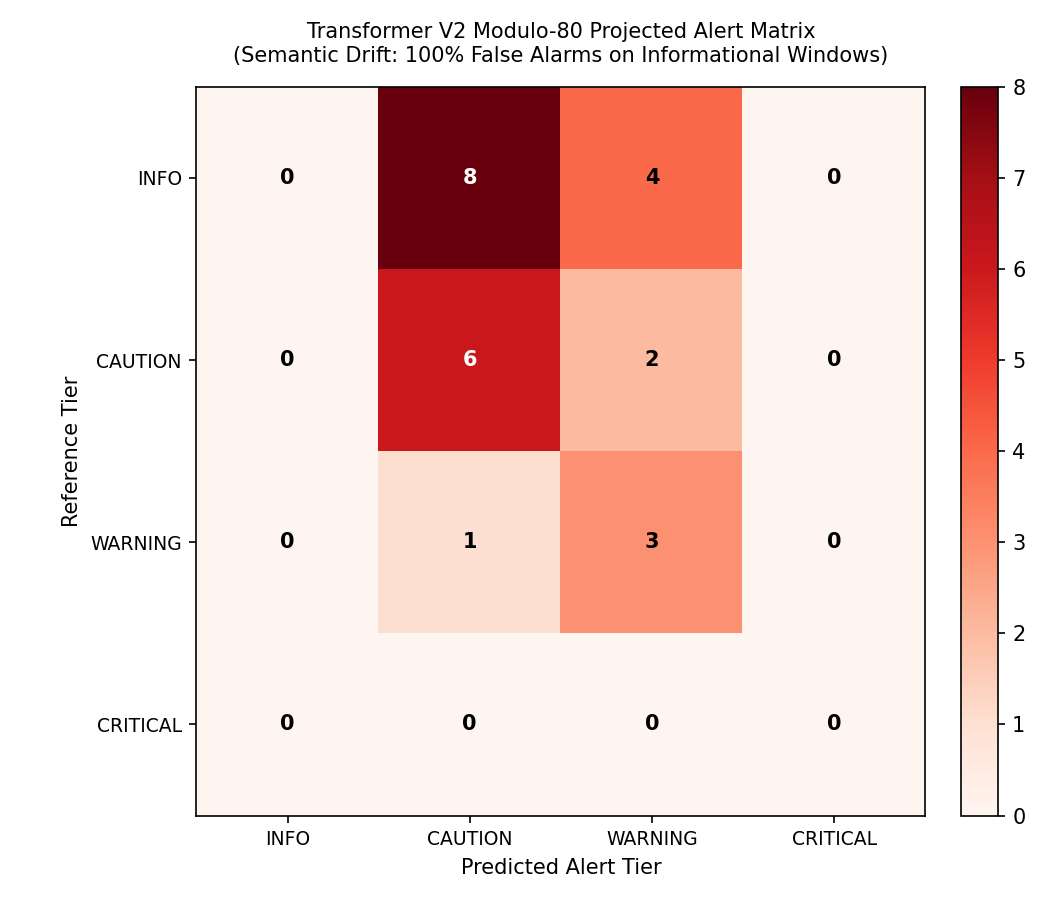 Transformer V2 Modulo-80 Projected Alert Matrix
(Semantic Drift: 100% False Alarms on Informational Windows)
8
7
6
5
4
3
2
1
0
Reference Tier
INFO 0 8 4 0
CAUTION 0 6 2 0
WARNING 0 1 3 0
CRITICAL 0 0 0 0
INFO CAUTION WARNING CRITICAL
Predicted Alert Tier